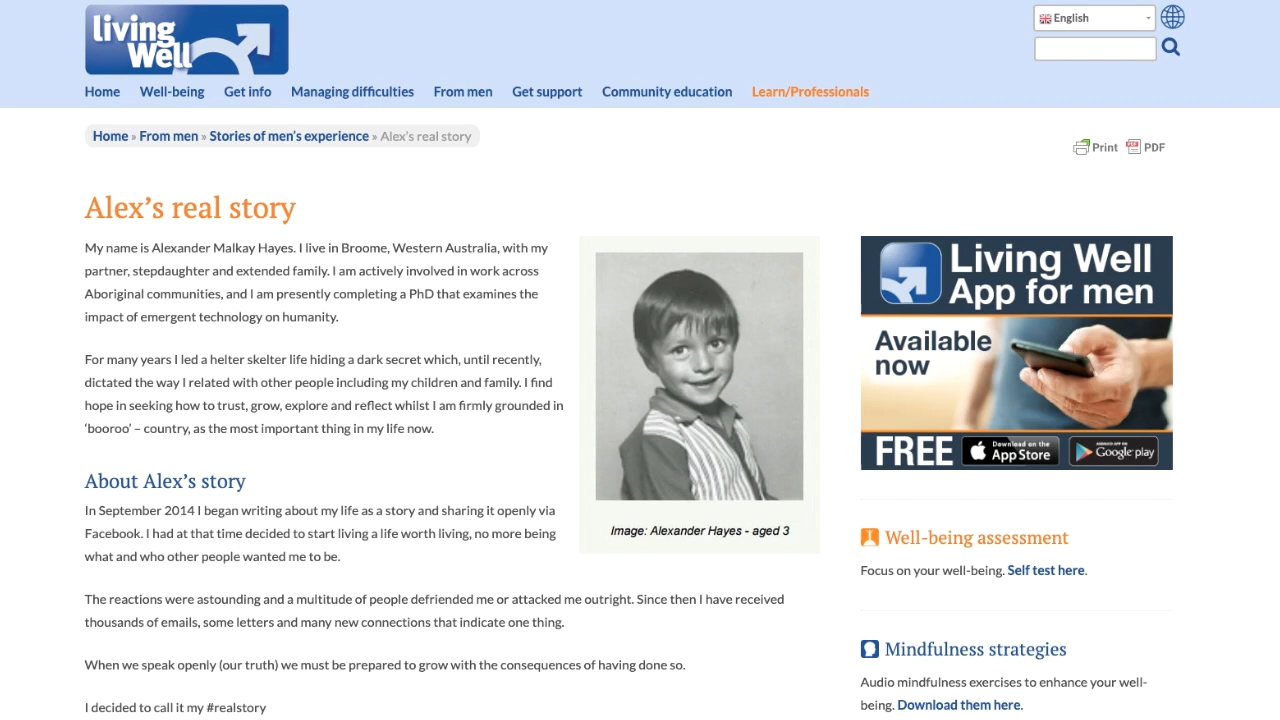 living
Well
English
Home Well-being Get info Managing difficulties From men Get support Community education Learn/Professionals
Home » From men » Stories of men's experience » Alex's real story
Print PDF
Alex's real story
My name is Alexander Malkay Hayes. I live in Broome, Western Australia, with my
partner, stepdaughter and extended family. I am actively involved in work across
Aboriginal communities, and I am presently completing a PhD that examines the
impact of emergent technology on humanity.
For many years I led a helter skelter life hiding a dark secret which, until recently,
dictated the way I related with other people including my children and family. I find
hope in seeking how to trust, grow, explore and reflect whilst I am firmly grounded in
'booroo' – country, as the most important thing in my life now.
Image: Alexander Hayes - aged 3
About Alex's story
In September 2014 I began writing about my life as a story and sharing it openly via
Facebook. I had at that time decided to start living a life worth living, no more being
what and who other people wanted me to be.
The reactions were astounding and a multitude of people defriended me or attacked me outright. Since then I have received
thousands of emails, some letters and many new connections that indicate one thing.
When we speak openly (our truth) we must be prepared to grow with the consequences of having done so.
I decided to call it my #realstory
Living Well
App for men
Available
now
FREE
Download on the
App Store
ANDROID APP ON
Google play
Well-being assessment
Focus on your well-being. Self test here.
Mindfulness strategies
Audio mindfulness exercises to enhance your well-
being. Download them here.